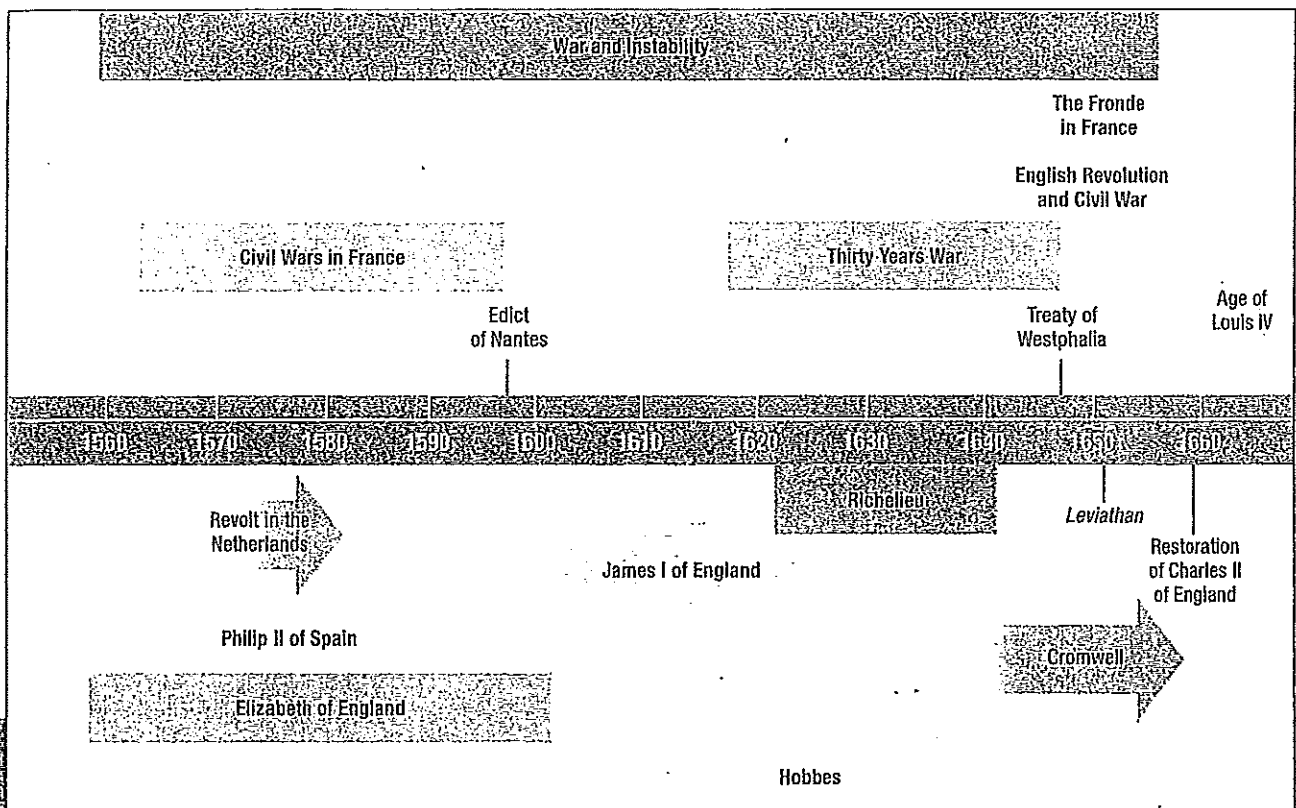 War and Instability
The Fronde
in France
English Revolution
and Civil War
Civil Wars in France
Thirty Years War
Age of
Louis IV
Edict
of Nantes
Treaty of
Westphalia
1560 1570 1580 1590 1600 1610 1620 1630 1640 1650 1660
Revolt in the
Netherlands
Richelieu
Leviathan
Restoration
of Charles II
of England
James I of England
Philip II of Spain
Cromwell
Elizabeth of England
Hobbes